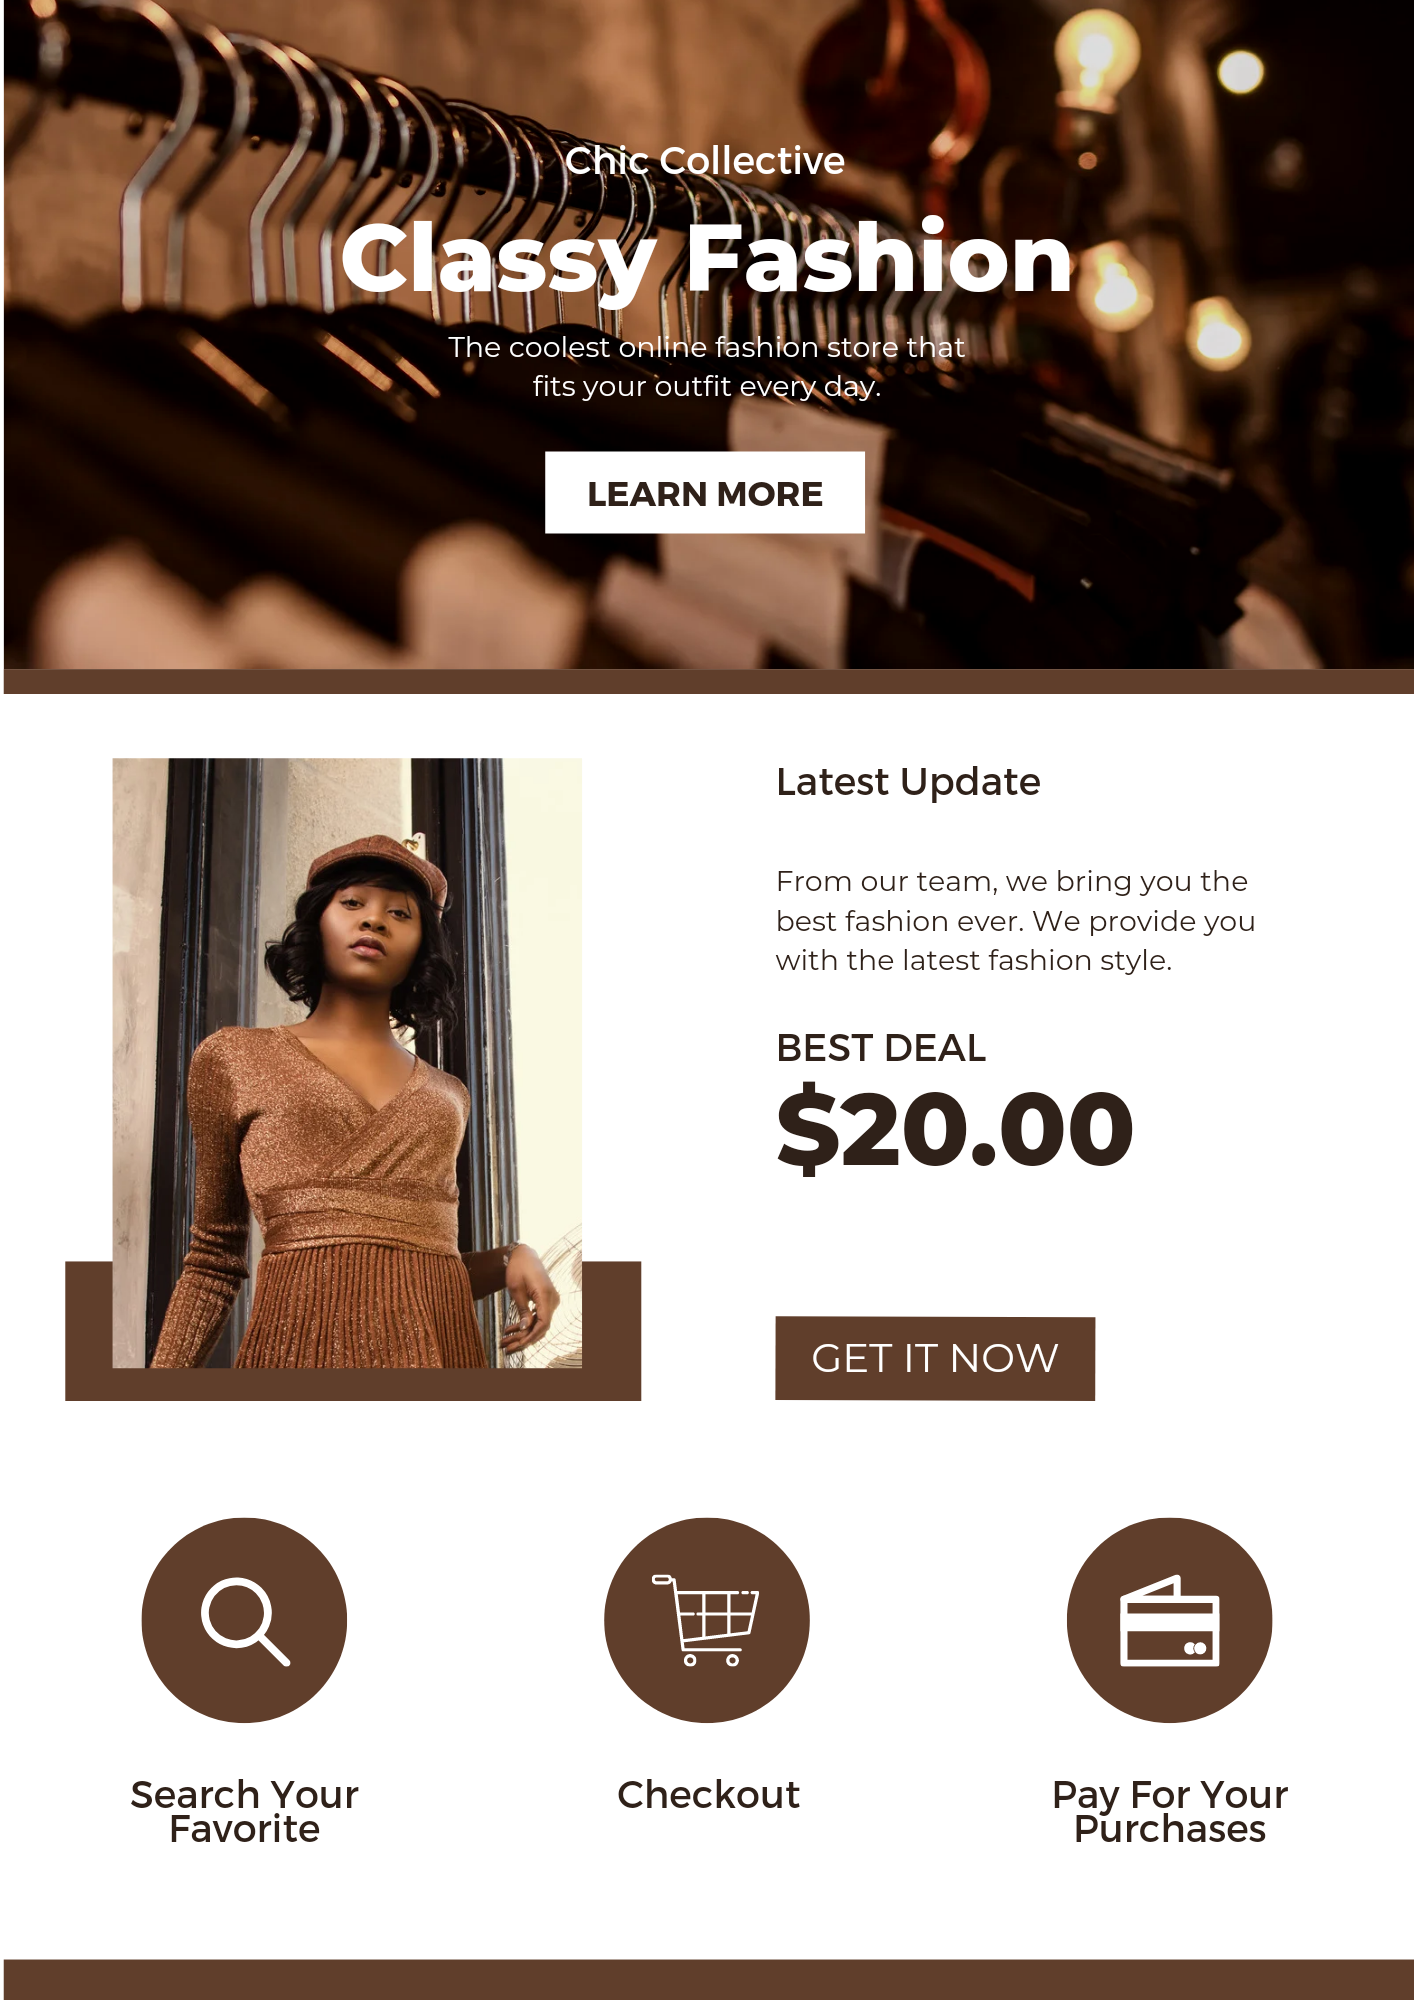 Chic Collective
Classy Fashion
The coolest online fashion store that
fits your outfit every day.
LEARN MORE
Latest Update
From our team, we bring you the
best fashion ever. We provide you
with the latest fashion style.
BEST DEAL
$20.00
GET IT NOW
Search Your
Favorite
Checkout
Pay For Your
Purchases